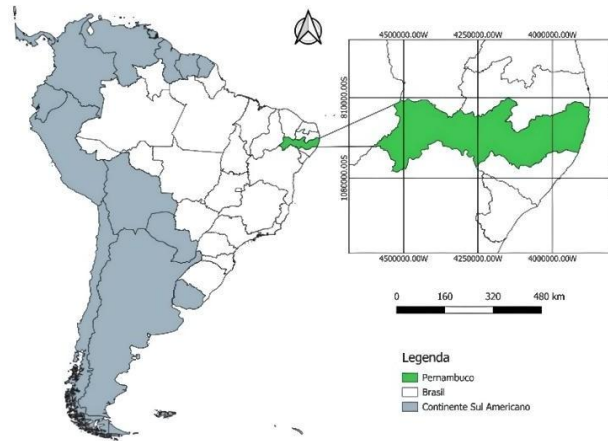 4500000.00W 4250000.00W 4000000.00W
810000.00S
1080000.00S
4500000.00W 4250000.00W 4000000.00W
0 160 320 480 km
Legenda
Pernambuco
Brasil
Continente Sul Americano